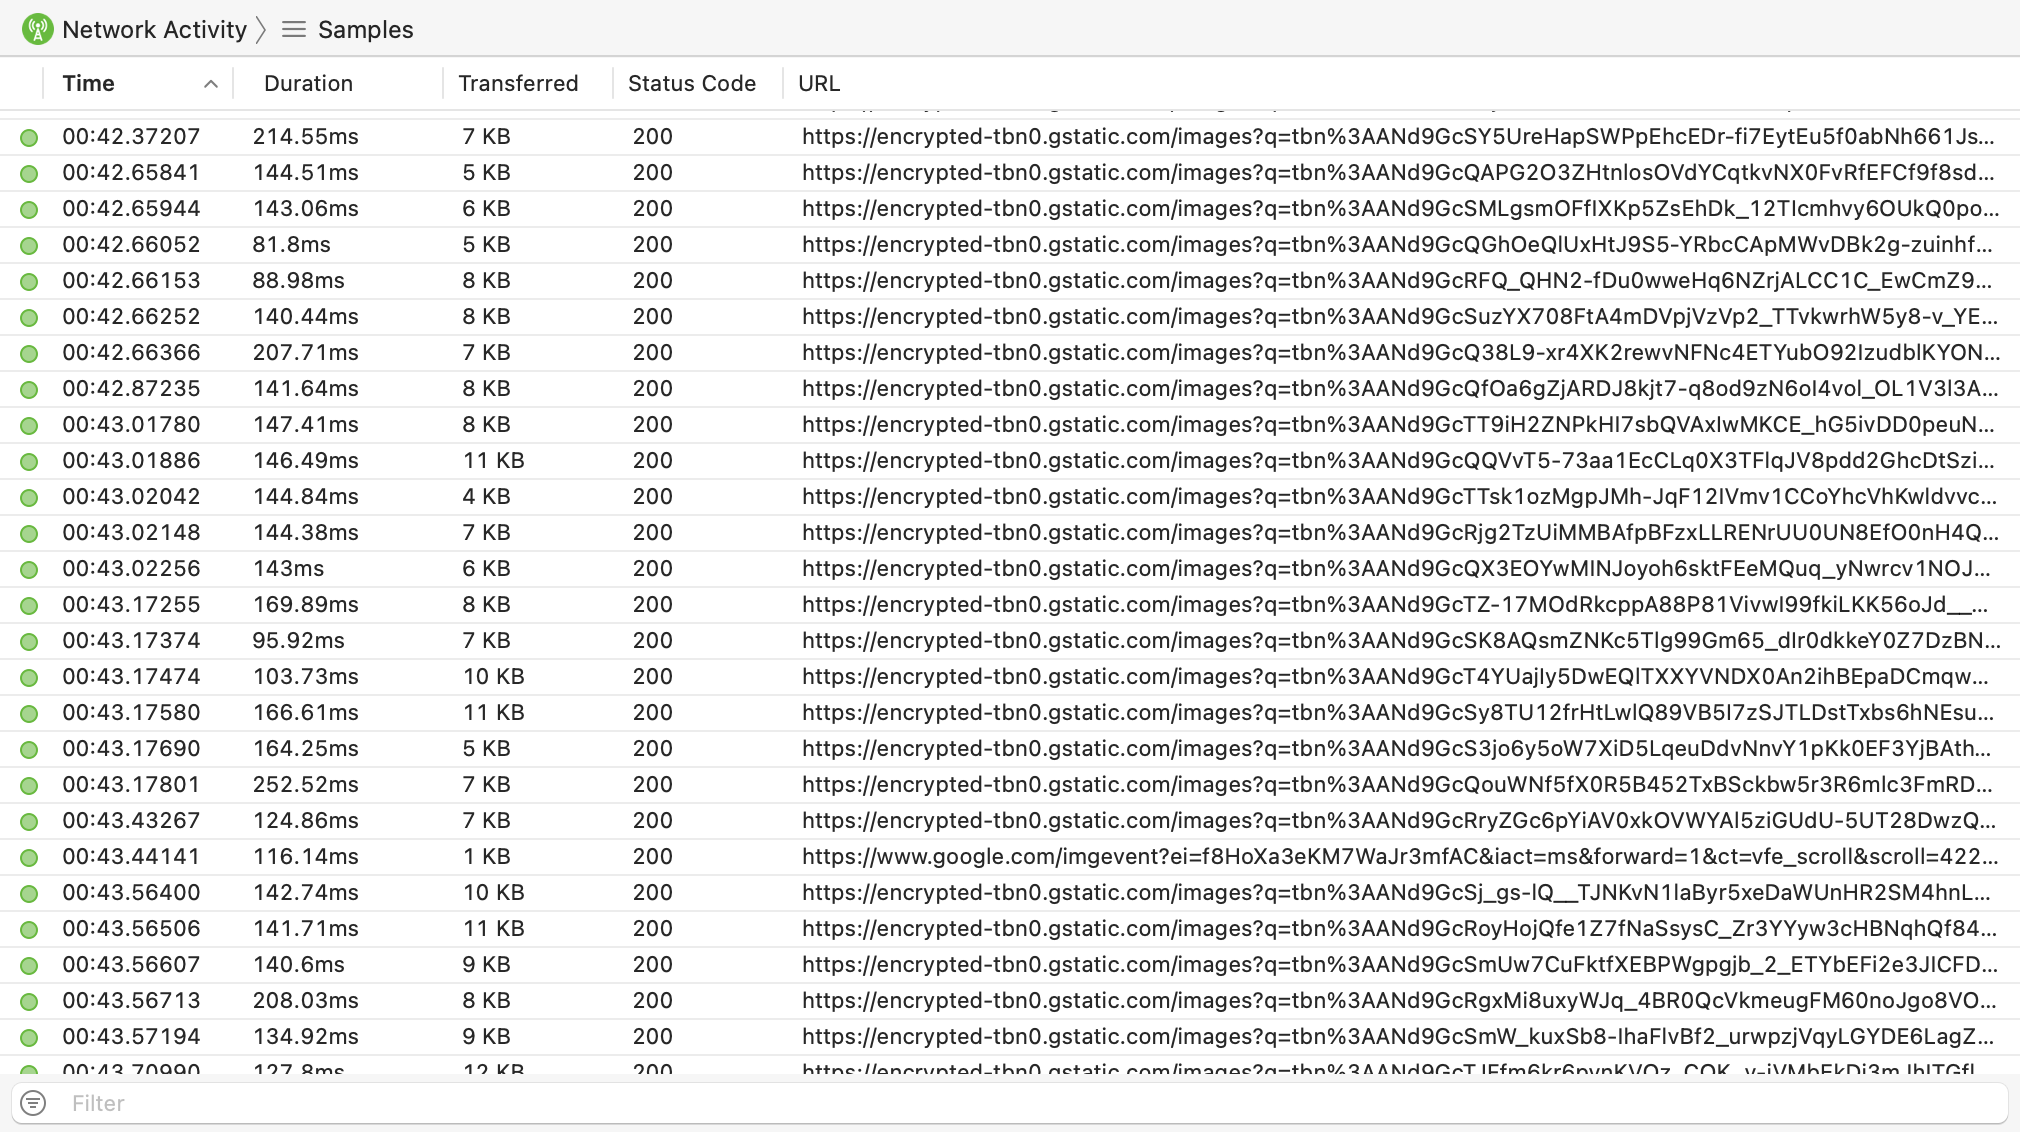 Network Activity Samples
Time Duration Transferred Status Code URL
00:42.37207 214.55ms 7 KB 200 https://encrypted-tbn0.gstatic.com/images?q=tbn%3AANd9GcSY5UreHapSWPpEhcEDr-fi7EytEu5f0abNh661Js...
00:42.65841 144.51ms 5 KB 200 https://encrypted-tbn0.gstatic.com/images?q=tbn%3AANd9GcQAPG2O3ZHtnlosOVdYCqtkvNX0FvRfEFCf9f8sd...
00:42.65944 143.06ms 6 KB 200 https://encrypted-tbn0.gstatic.com/images?q=tbn%3AANd9GcSMLgsmOFfIXKp5ZsEhDk_12TIcmhvy6OUkQ0po...
00:42.66052 81.8ms 5 KB 200 https://encrypted-tbn0.gstatic.com/images?q=tbn%3AANd9GcQGhOeQlUxHtJ9S5-YRbcCApMWvDBk2g-zuinhf...
00:42.66153 88.98ms 8 KB 200 https://encrypted-tbn0.gstatic.com/images?q=tbn%3AANd9GcRFQ_QHN2-fDu0wweHq6NZrjALCC1C_EwCmZ9...
00:42.66252 140.44ms 8 KB 200 https://encrypted-tbn0.gstatic.com/images?q=tbn%3AANd9GcSuzYX708FtA4mDVpjVzVp2_TTvkwrhW5y8-v_YE...
00:42.66366 207.71ms 7 KB 200 https://encrypted-tbn0.gstatic.com/images?q=tbn%3AANd9GcQ38L9-xr4XK2rewvNFNc4ETYubO92IzudblKYON...
00:42.87235 141.64ms 8 KB 200 https://encrypted-tbn0.gstatic.com/images?q=tbn%3AANd9GcQfOa6gZjARDJ8kjt7-q8od9zN6oI4vol_OL1V3l3A...
00:43.01780 147.41ms 8 KB 200 https://encrypted-tbn0.gstatic.com/images?q=tbn%3AANd9GcTT9iH2ZNPkHI7sbQVAxIwMKCE_hG5ivDD0peuN...
00:43.01886 146.49ms 11 KB 200 https://encrypted-tbn0.gstatic.com/images?q=tbn%3AANd9GcQQVvT5-73aa1EcCLq0X3TFlqJV8pdd2GhcDtSzi...
00:43.02042 144.84ms 4 KB 200 https://encrypted-tbn0.gstatic.com/images?q=tbn%3AANd9GcTTsk1ozMgpJMh-JqF12IVmv1CCoYhcVhKwIdvvc...
00:43.02148 144.38ms 7 KB 200 https://encrypted-tbn0.gstatic.com/images?q=tbn%3AANd9GcRjg2TzUiMMBAfpBFzxLLRENrUU0UN8EfO0nH4Q...
00:43.02256 143ms 6 KB 200 https://encrypted-tbn0.gstatic.com/images?q=tbn%3AANd9GcQX3EOYwMINJoyoh6sktFEeMQuq_yNwrcv1NOJ...
00:43.17255 169.89ms 8 KB 200 https://encrypted-tbn0.gstatic.com/images?q=tbn%3AANd9GcTZ-17MOdRkcppA88P81VivwI99fkiLKK56oJd__...
00:43.17374 95.92ms 7 KB 200 https://encrypted-tbn0.gstatic.com/images?q=tbn%3AANd9GcSK8AQsmZNKc5Tlg99Gm65_dIr0dkkeY0Z7DzBN...
00:43.17474 103.73ms 10 KB 200 https://encrypted-tbn0.gstatic.com/images?q=tbn%3AANd9GcT4YUajIy5DwEQlTXXYVNDX0An2ihBEpaDCmqw...
00:43.17580 166.61ms 11 KB 200 https://encrypted-tbn0.gstatic.com/images?q=tbn%3AANd9GcSy8TU12frHtLwlQ89VB5I7zSJTLDstTxbs6hNEsu...
00:43.17690 164.25ms 5 KB 200 https://encrypted-tbn0.gstatic.com/images?q=tbn%3AANd9GcS3jo6y5oW7XiD5LqeuDdvNnvY1pKk0EF3YjBAth...
00:43.17801 252.52ms 7 KB 200 https://encrypted-tbn0.gstatic.com/images?q=tbn%3AANd9GcQouWNf5fX0R5B452TxBSckbw5r3R6mlc3FmRD...
00:43.43267 124.86ms 7 KB 200 https://encrypted-tbn0.gstatic.com/images?q=tbn%3AANd9GcRryZGc6pYiAV0xkOVWYAl5ziGUdU-5UT28DwzQ...
00:43.44141 116.14ms 1 KB 200 https://www.google.com/imgevent?ei=f8HoXa3eKM7WaJr3mfAC&iact=ms&forward=1&ct=vfe_scroll&scroll=422...
00:43.56400 142.74ms 10 KB 200 https://encrypted-tbn0.gstatic.com/images?q=tbn%3AANd9GcSj_gs-lQ__TJNKvN1laByr5xeDaWUnHR2SM4hnL...
00:43.56506 141.71ms 11 KB 200 https://encrypted-tbn0.gstatic.com/images?q=tbn%3AANd9GcRoyHojQfe1Z7fNaSsysC_Zr3YYyw3cHBNqhQf84...
00:43.56607 140.6ms 9 KB 200 https://encrypted-tbn0.gstatic.com/images?q=tbn%3AANd9GcSmUw7CuFktfXEBPWgpgjb_2_ETYbEFi2e3JICFD...
00:43.56713 208.03ms 8 KB 200 https://encrypted-tbn0.gstatic.com/images?q=tbn%3AANd9GcRgxMi8uxyWJq_4BR0QcVkmeugFM60noJgo8VO...
00:43.57194 134.92ms 9 KB 200 https://encrypted-tbn0.gstatic.com/images?q=tbn%3AANd9GcSmW_kuxSb8-IhaFlvBf2_urwpzjVqyLGYDE6LagZ...
00:43.70990 127.8ms 12 KB 200
Filter